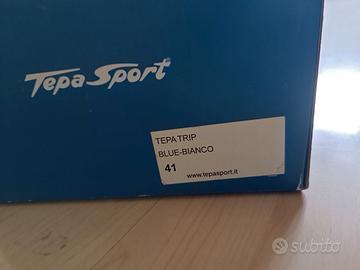 Tepa Sport
TEPA TRIP
BLUE-BIANCO
41
www.tepasport.it
subito